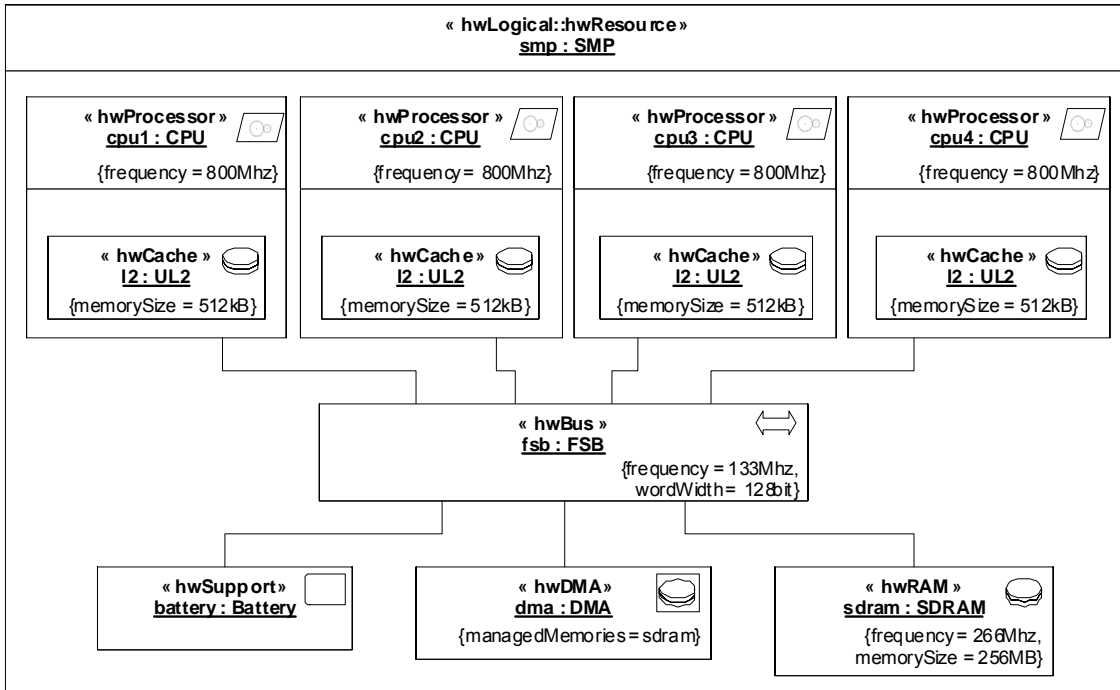 « hwLogical::hwResource»
smp : SMP
« hwProcessor »
cpu1 : CPU
{frequency = 800Mhz}
« hwCache »
l2 : UL2
{memorySize = 512kB}
« hwProcessor »
cpu2 : CPU
{frequency = 800Mhz}
« hwCache »
l2 : UL2
{memorySize = 512kB}
« hwProcessor »
cpu3 : CPU
{frequency = 800Mhz}
« hwCache »
l2 : UL2
{memorySize = 512kB}
« hwProcessor »
cpu4 : CPU
{frequency = 800Mhz}
« hwCache »
l2 : UL2
{memorySize = 512kB}
« hwBus »
fsb : FSB
{frequency = 133Mhz,
wordWidth = 128bit}
« hwSupport»
battery : Battery
« hwDMA»
dma : DMA
{managedMemories = sdram}
« hwRAM »
sdram : SDRAM
{frequency = 266Mhz,
memorySize = 256MB}